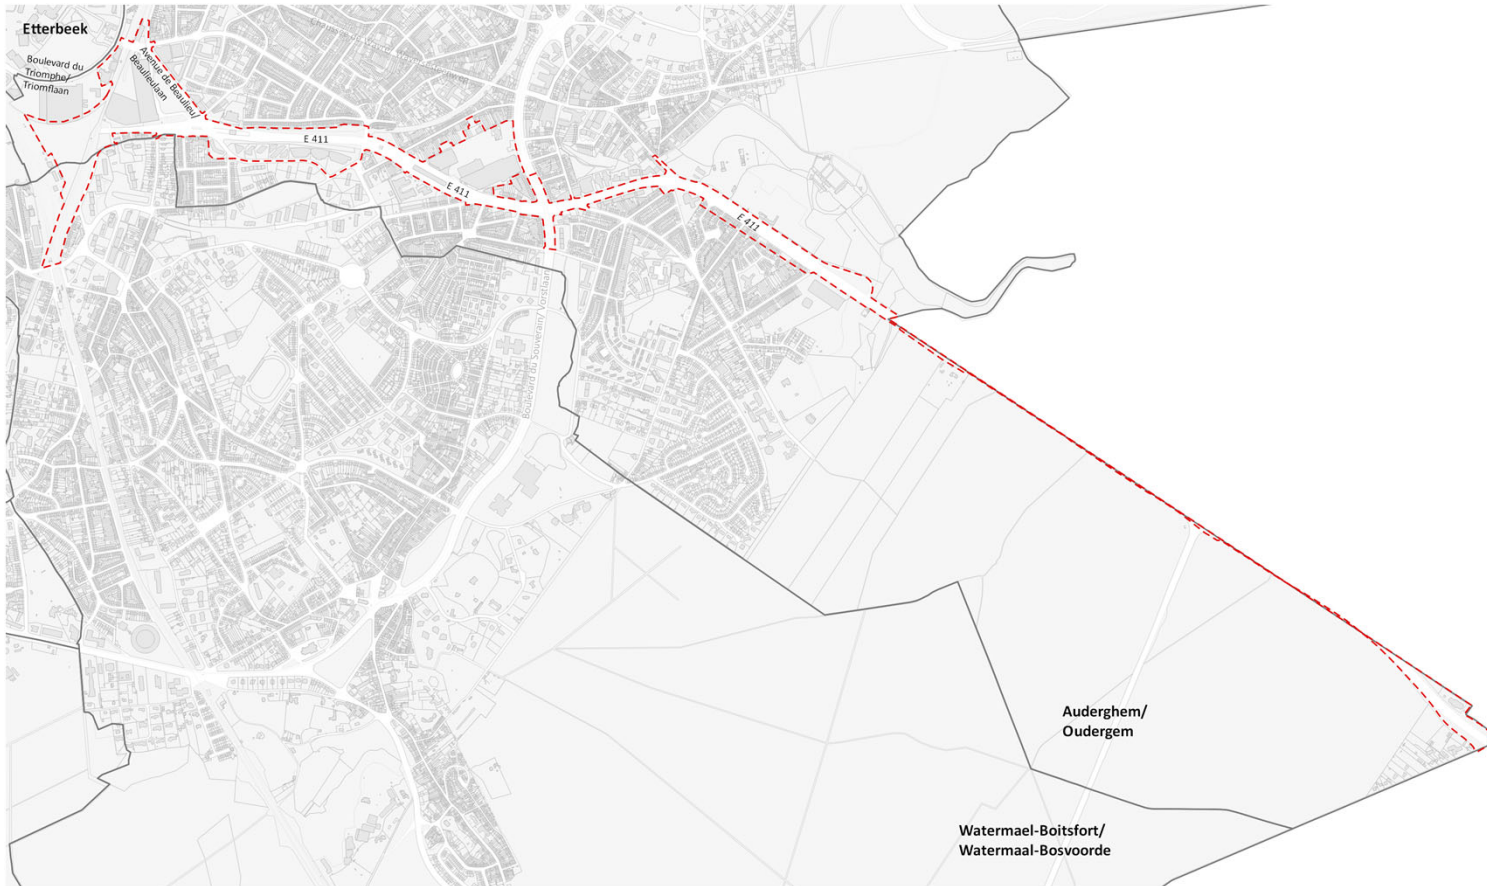 Etterbeek
Boulevard du
Triomphe/
Triomflaan
Avenue de Beaulieu/
Beaulieulaan
E 411
E 411
E 411
Boulevard du Souverain/ Vorstlaan
Auderghem/
Oudergem
Watermael-Boitsfort/
Watermaal-Bosvoorde